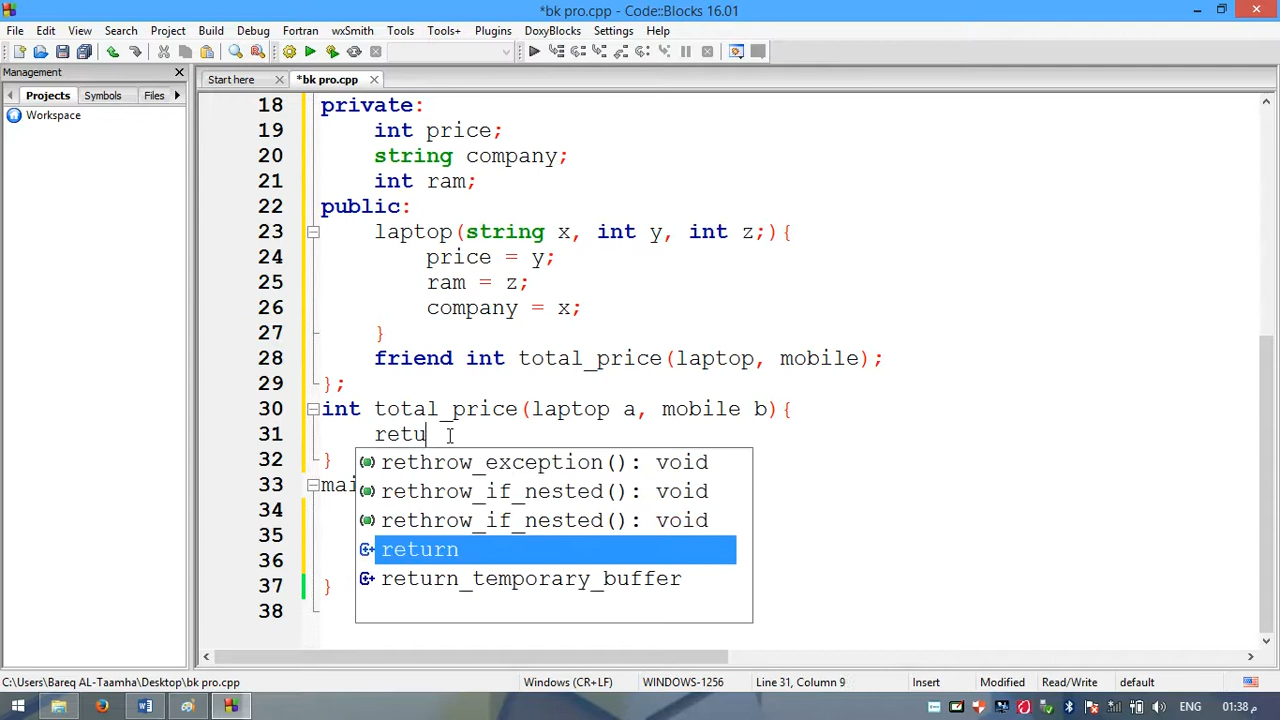 *bk pro.cpp - Code::Blocks 16.01
File Edit View Search Project Build Debug Fortran wxSmith Tools Tools+ Plugins DoxyBlocks Settings Help
Management
Start here *bk pro.cpp
Projects Symbols Files
Workspace
18 private:
19 int price;
20 string company;
21 int ram;
22 public:
23 laptop(string x, int y, int z;){
24 price = y;
25 ram = z;
26 company = x;
27 }
28 friend int total_price(laptop, mobile);
29 };
30 int total_price(laptop a, mobile b){
31 retu
32 }
33 mai
34
35
36
37 }
38
rethrow_exception(): void
rethrow_if_nested(): void
rethrow_if_nested(): void
return
return_temporary_buffer
C:\Users\Bareq AL-Taamha\Desktop\bk pro.cpp Windows (CR+LF) WINDOWS-1256 Line 31, Column 9 Insert Modified Read/Write default
ENG 01:38 م